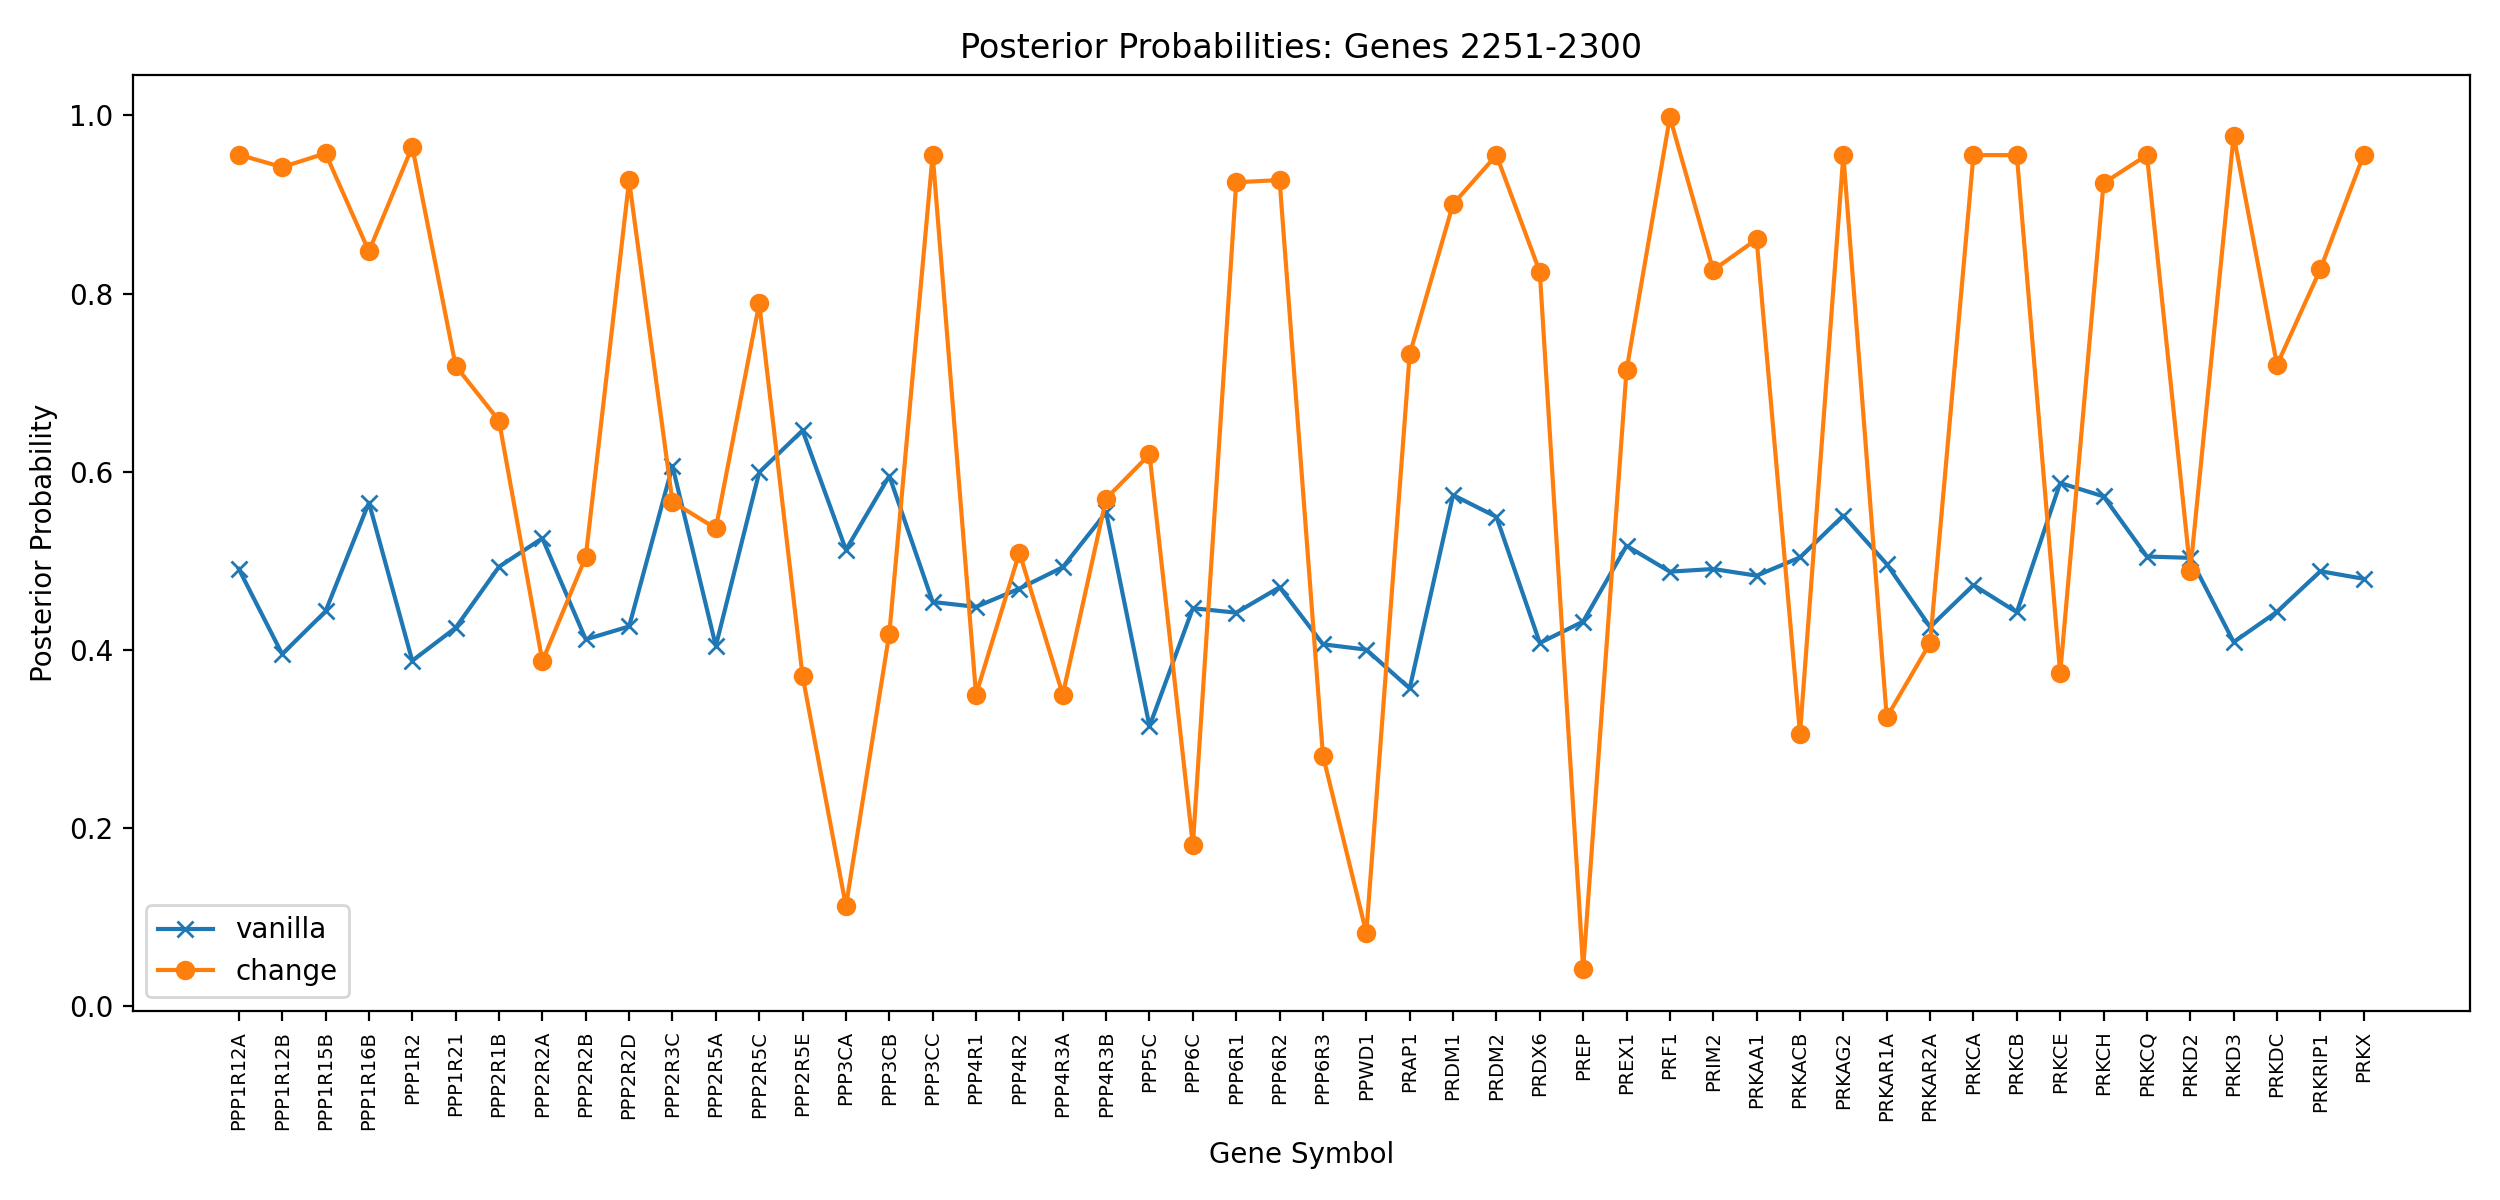 Posterior Probabilities: Genes 2251-2300
Posterior Probability
1.0
0.8
0.6
0.4
0.2
0.0
vanilla
change
PPP1R12A
PPP1R12B
PPP1R15B
PPP1R16B
PPP1R2
PPP1R21
PPP2R1B
PPP2R2A
PPP2R2B
PPP2R2D
PPP2R3C
PPP2R5A
PPP2R5C
PPP2R5E
PPP3CA
PPP3CB
PPP3CC
PPP4R1
PPP4R2
PPP4R3A
PPP4R3B
PPP5C
PPP6C
PPP6R1
PPP6R2
PPP6R3
PPWD1
PRAP1
PRDM1
PRDM2
PRDX6
PREP
PREX1
PRF1
PRIM2
PRKAA1
PRKACB
PRKAG2
PRKAR1A
PRKAR2A
PRKCA
PRKCB
PRKCE
PRKCH
PRKCQ
PRKD2
PRKD3
PRKDC
PRKRIP1
PRKX
Gene Symbol